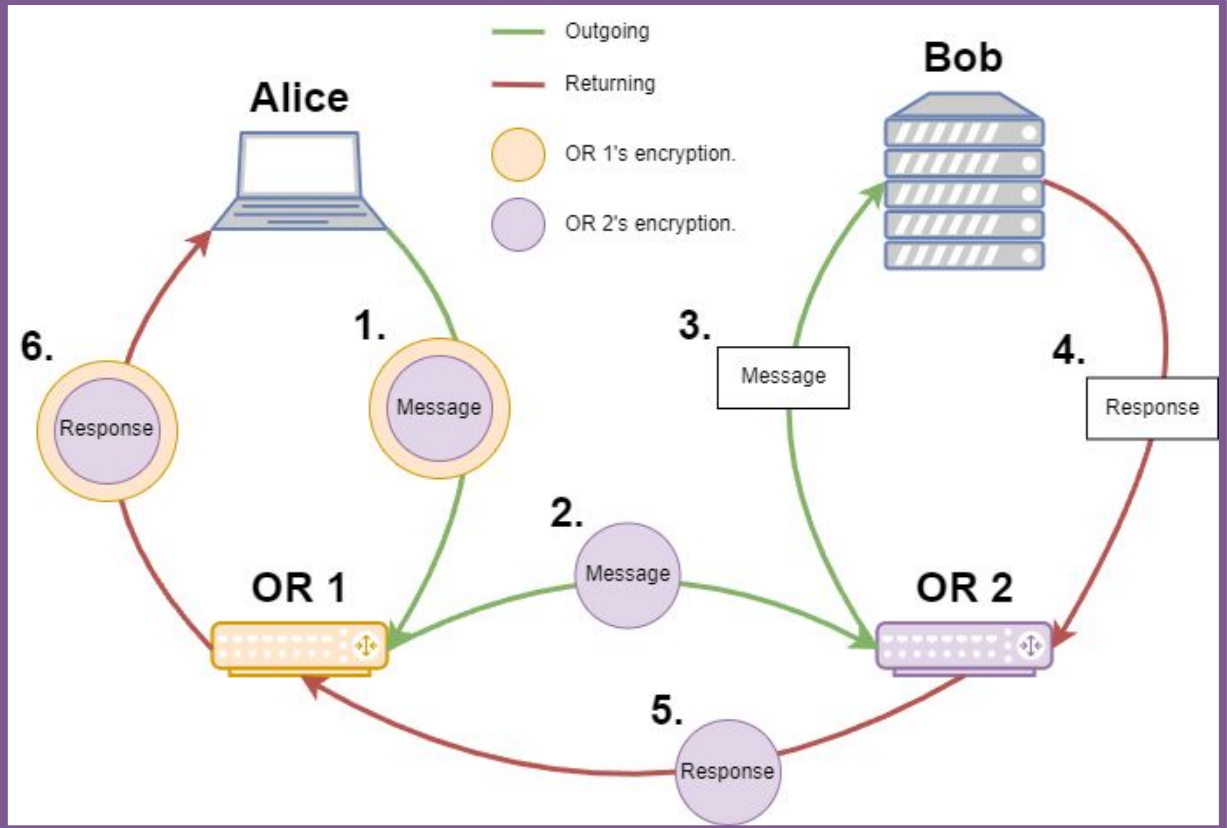 Outgoing
Returning
OR 1's encryption.
OR 2's encryption.
Alice
Bob
1.
Message
2.
Message
3.
Message
4.
Response
5.
Response
6.
Response
OR 1
OR 2